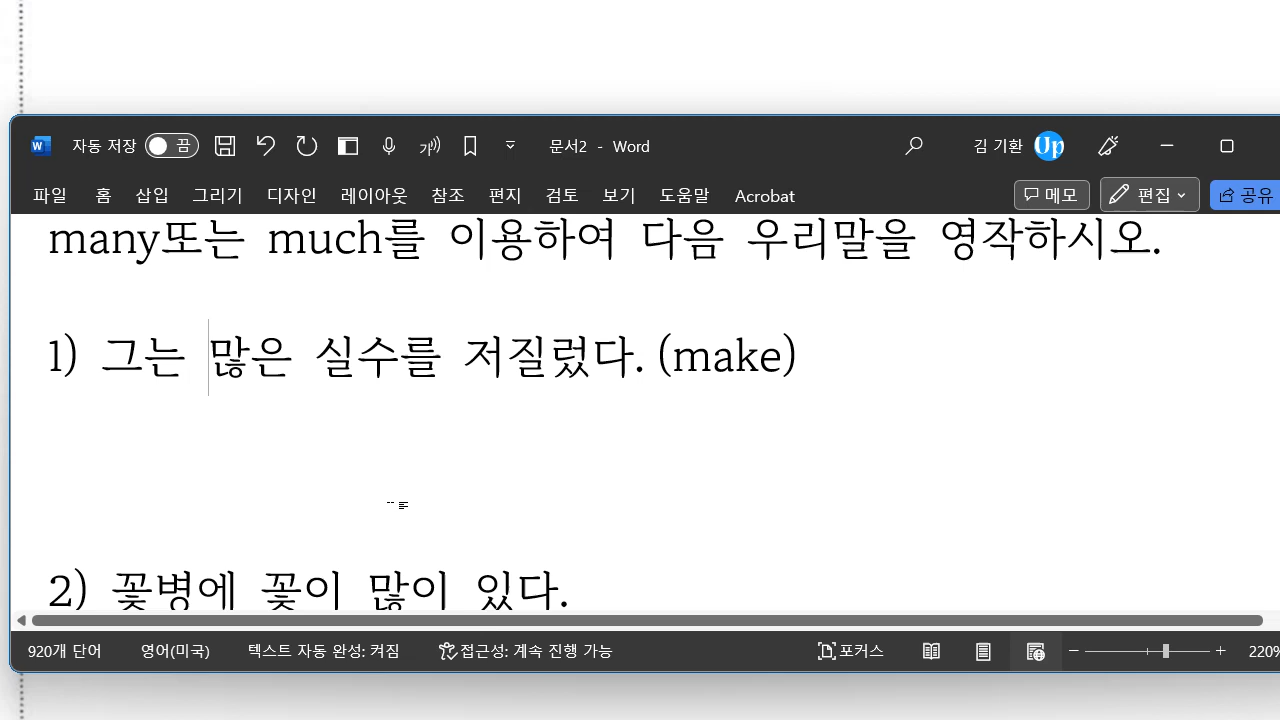 자동 저장 끔 문서2 - Word 김 기환 Up
파일 홈 삽입 그리기 디자인 레이아웃 참조 편지 검토 보기 도움말 Acrobat 메모 편집 공유
many또는 much를 이용하여 다음 우리말을 영작하시오.
1) 그는 많은 실수를 저질렀다. (make)
2) 꽃병에 꽃이 많이 있다.
920개 단어 영어(미국) 텍스트 자동 완성: 켜짐 접근성: 계속 진행 가능 포커스 220%